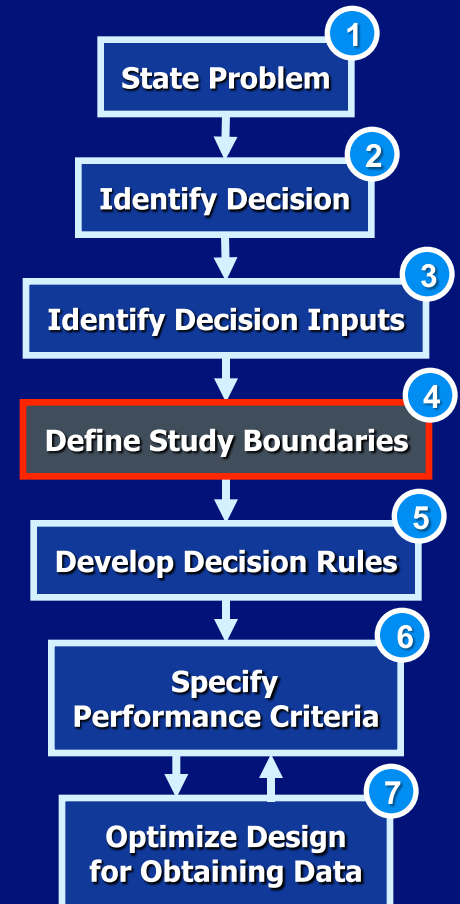 1
State Problem
2
Identify Decision
3
Identify Decision Inputs
4
Define Study Boundaries
5
Develop Decision Rules
6
Specify
Performance Criteria
7
Optimize Design
for Obtaining Data